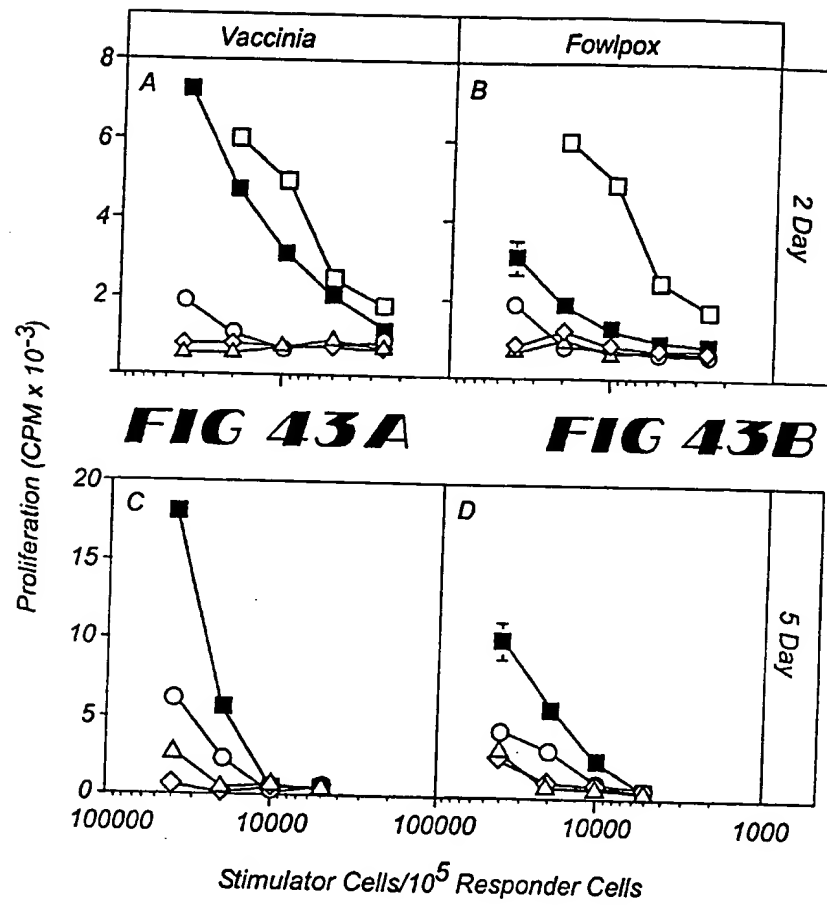 Vaccinia Fowlpox
8
A B
6
4
2
2 Day
Proliferation (CPM x 10-3)
FIG 43A FIG 43B
20
C D
15
10
5
0
5 Day
100000 10000 100000 10000 1000
Stimulator Cells/105 Responder Cells